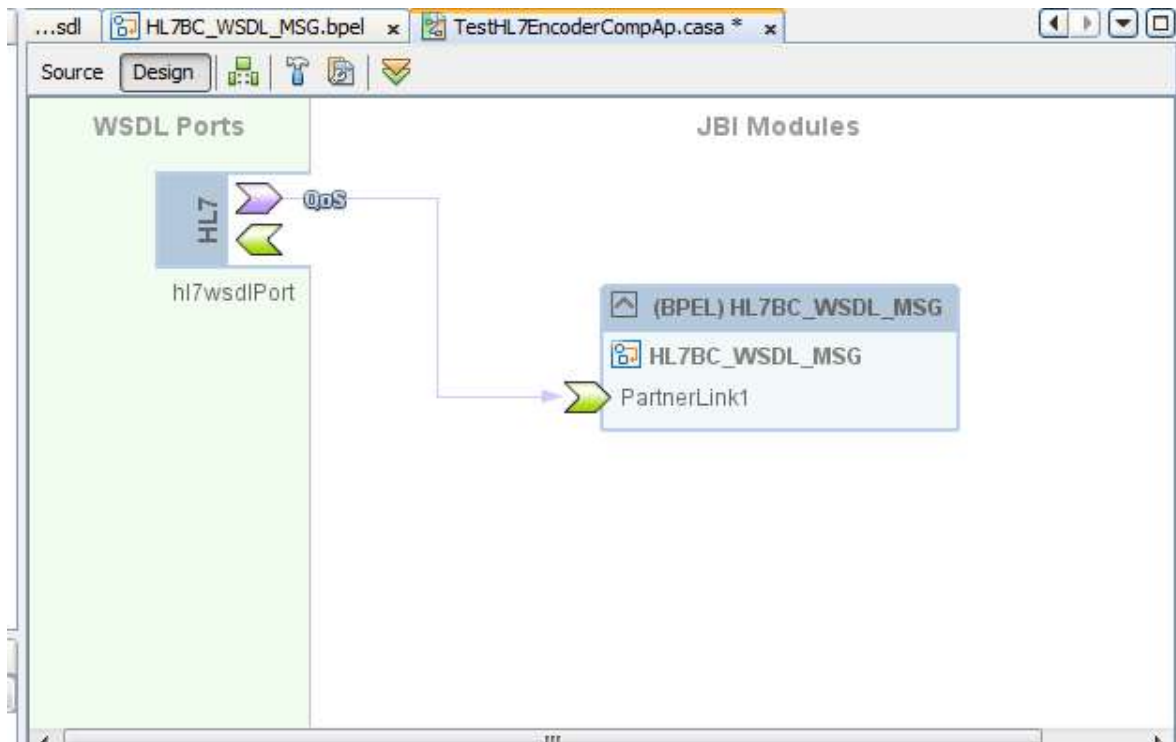 ...sdl HL7BC_WSDL_MSG.bpel x TestHL7EncoderCompAp.casa * x
Source Design
WSDL Ports JBI Modules
HL7
QoS
hl7wsdlPort
(BPEL) HL7BC_WSDL_MSG
HL7BC_WSDL_MSG
PartnerLink1